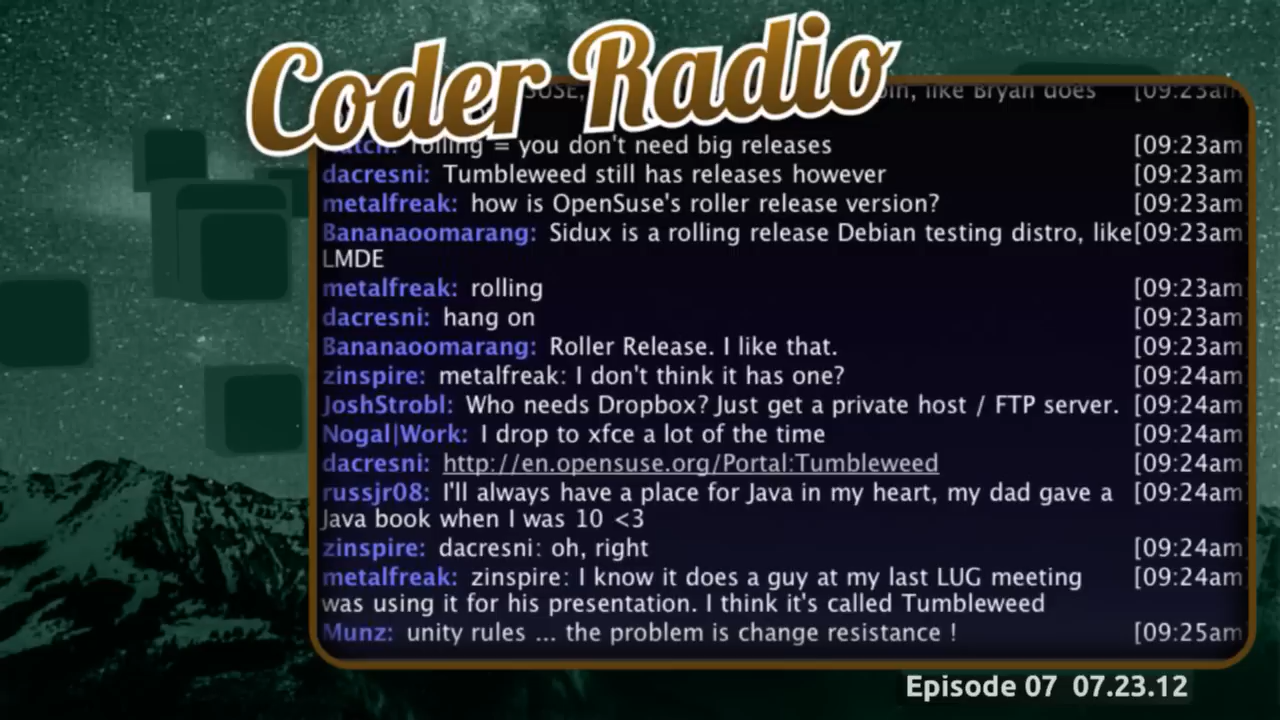 Coder Radio
SUSE, in, like Bryan does [09:23am
rolling = you don't need big releases [09:23am
dacresni: Tumbleweed still has releases however [09:23am
metalfreak: how is OpenSuse's roller release version? [09:23am
Bananaoomarang: Sidux is a rolling release Debian testing distro, like [09:23am
LMDE
metalfreak: rolling [09:23am
dacresni: hang on [09:23am
Bananaoomarang: Roller Release. I like that. [09:23am
zinspire: metalfreak: I don't think it has one? [09:24am
JoshStrobl: Who needs Dropbox? Just get a private host / FTP server. [09:24am
Nogal|Work: I drop to xfce a lot of the time [09:24am
dacresni: http://en.opensuse.org/Portal:Tumbleweed [09:24am
russjr08: I'll always have a place for Java in my heart, my dad gave a [09:24am
Java book when I was 10 <3
zinspire: dacresni: oh, right [09:24am
metalfreak: zinspire: I know it does a guy at my last LUG meeting [09:24am
was using it for his presentation. I think it's called Tumbleweed
Munz: unity rules ... the problem is change resistance ! [09:25am
Episode 07 07.23.12